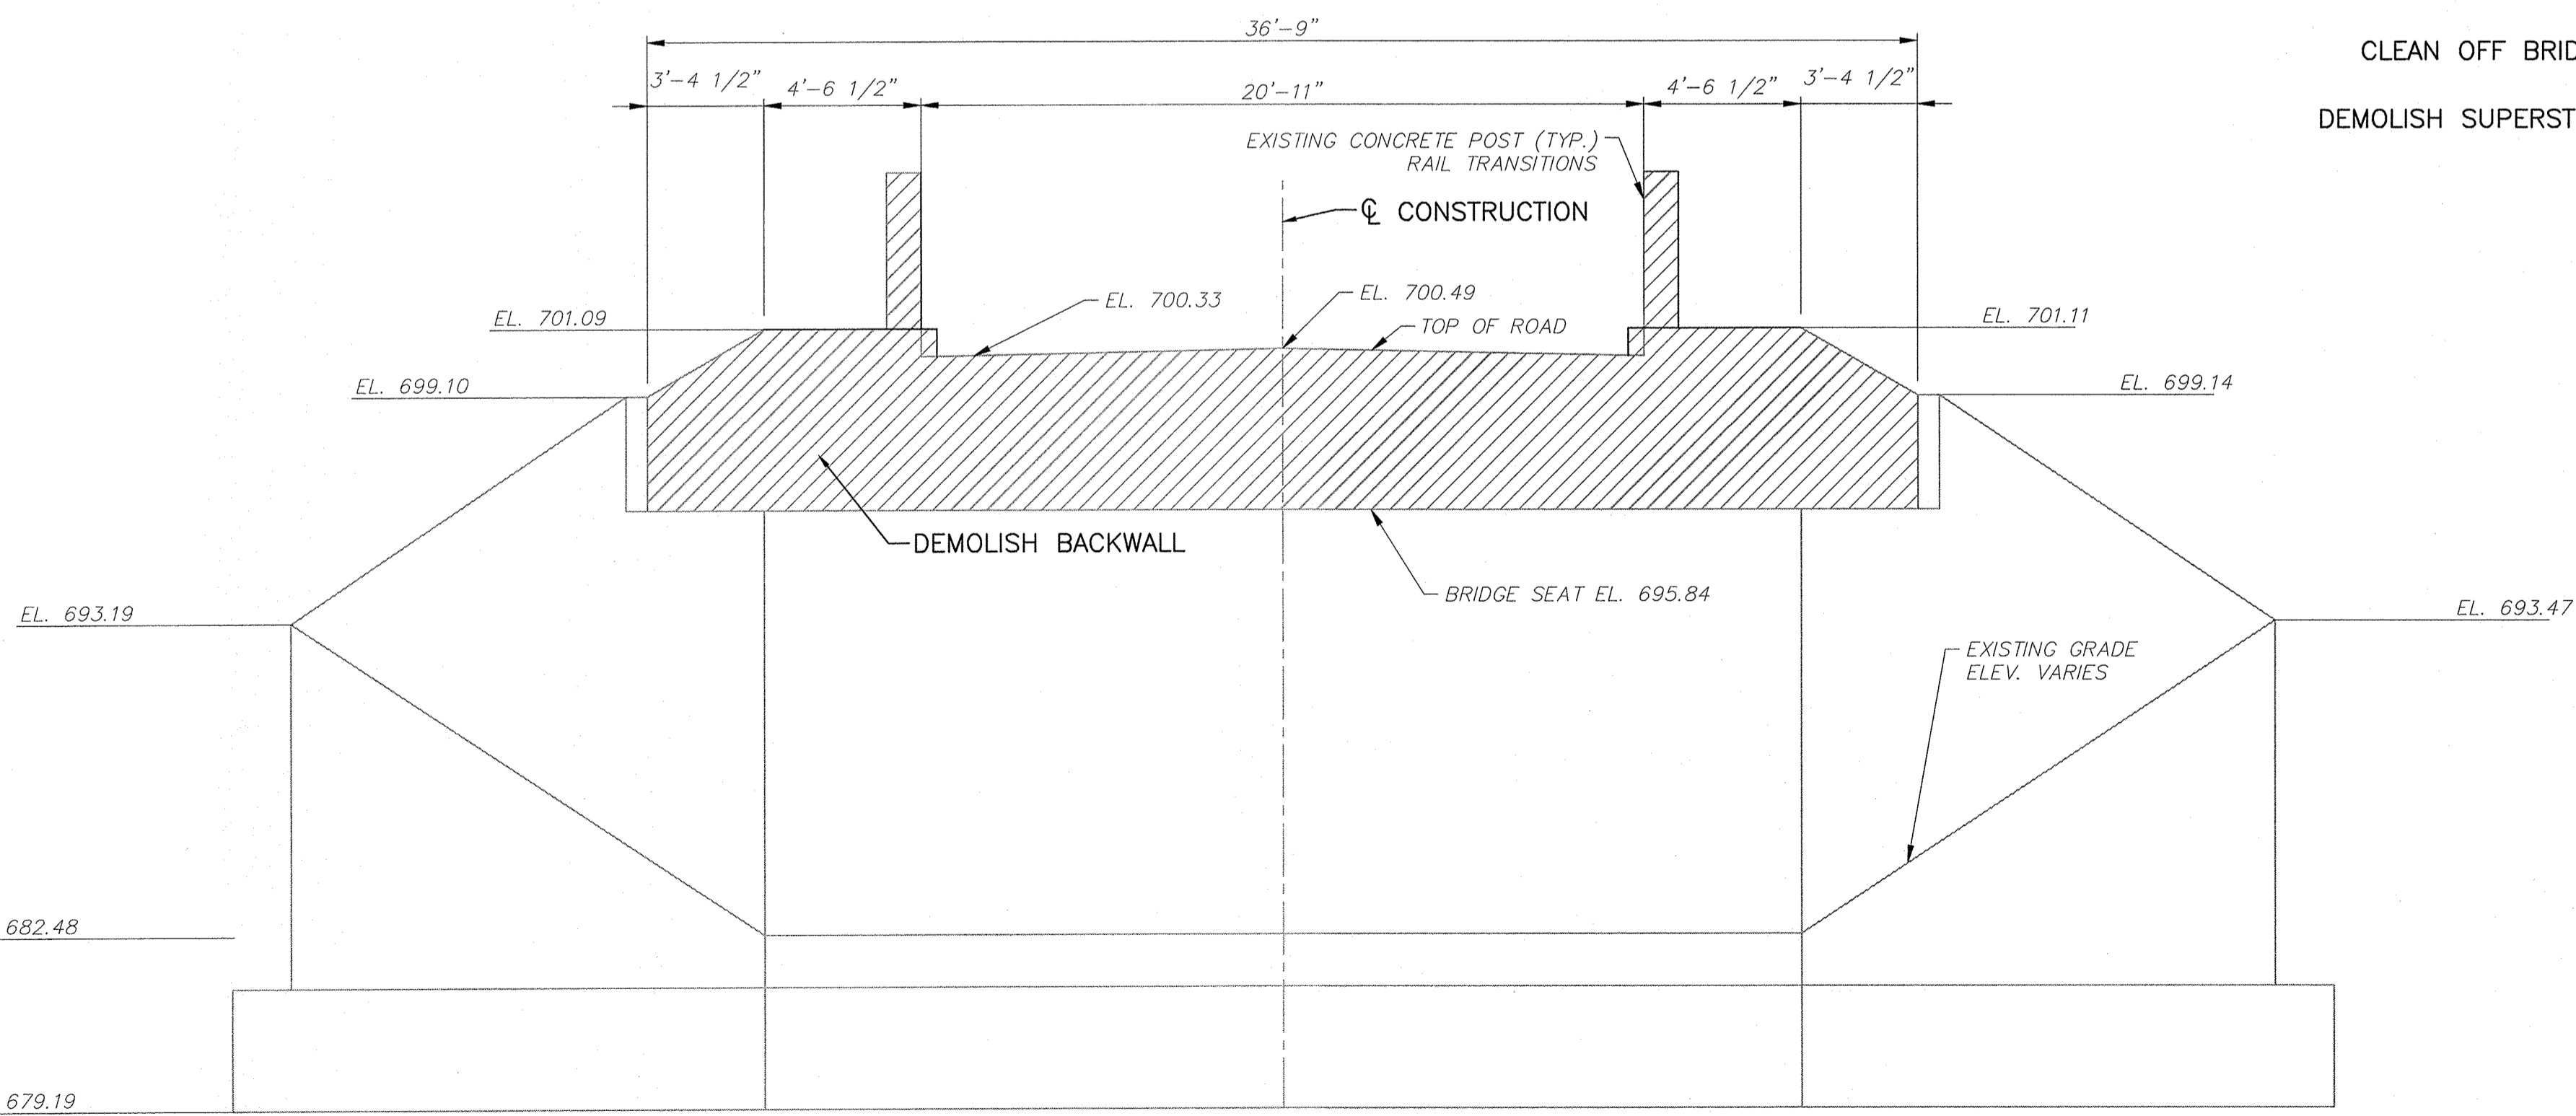 36'-9"
CLEAN OFF BRID
3'-4 1/2"
4'-6 1/2"
20'-11"
4'-6 1/2"
3'-4 1/2"
DEMOLISH SUPERST
EXISTING CONCRETE POST (TYP.)
RAIL TRANSITIONS
℄ CONSTRUCTION
EL. 700.33
EL. 700.49
EL. 701.09
TOP OF ROAD
EL. 701.11
EL. 699.10
EL. 699.14
DEMOLISH BACKWALL
BRIDGE SEAT EL. 695.84
EL. 693.19
EL. 693.47
EXISTING GRADE
ELEV. VARIES
682.48
679.19